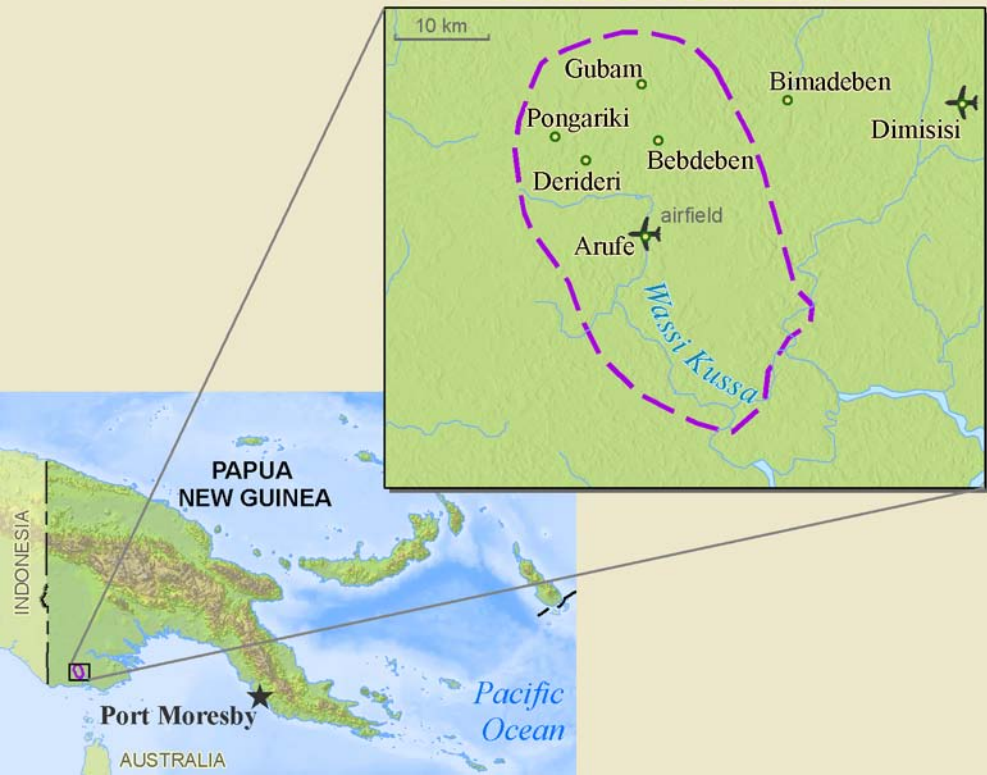 10 km
Gubam
Bimadeben
Dimisisi
Pongariki
Bebdeben
Derideri
airfield
Arufe
Wassi Kussa
PAPUA
NEW GUINEA
INDONESIA
Pacific
Ocean
Port Moresby
AUSTRALIA